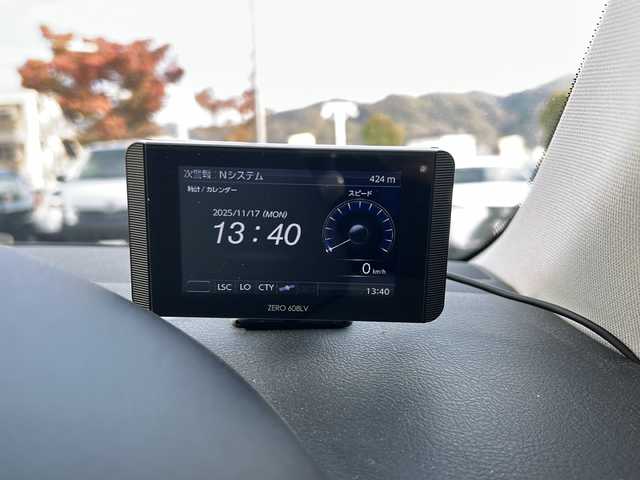 次警報 Nシステム 424 m
時計 / カレンダー
スピード
2025/11/17 (MON)
13:40
0 km/h
LSC LO CTY
13:40
ZERO 608LV